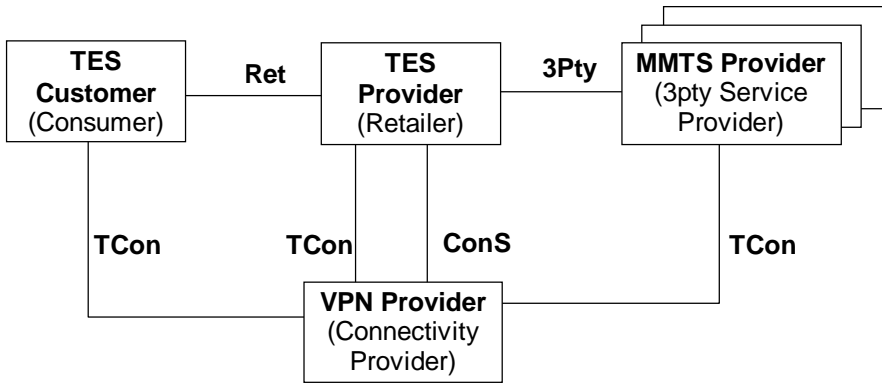 TES
Customer
(Consumer)
Ret
TES
Provider
(Retailer)
3Pty
MMTS Provider
(3pty Service
Provider)
TCon
TCon
ConS
TCon
VPN Provider
(Connectivity
Provider)